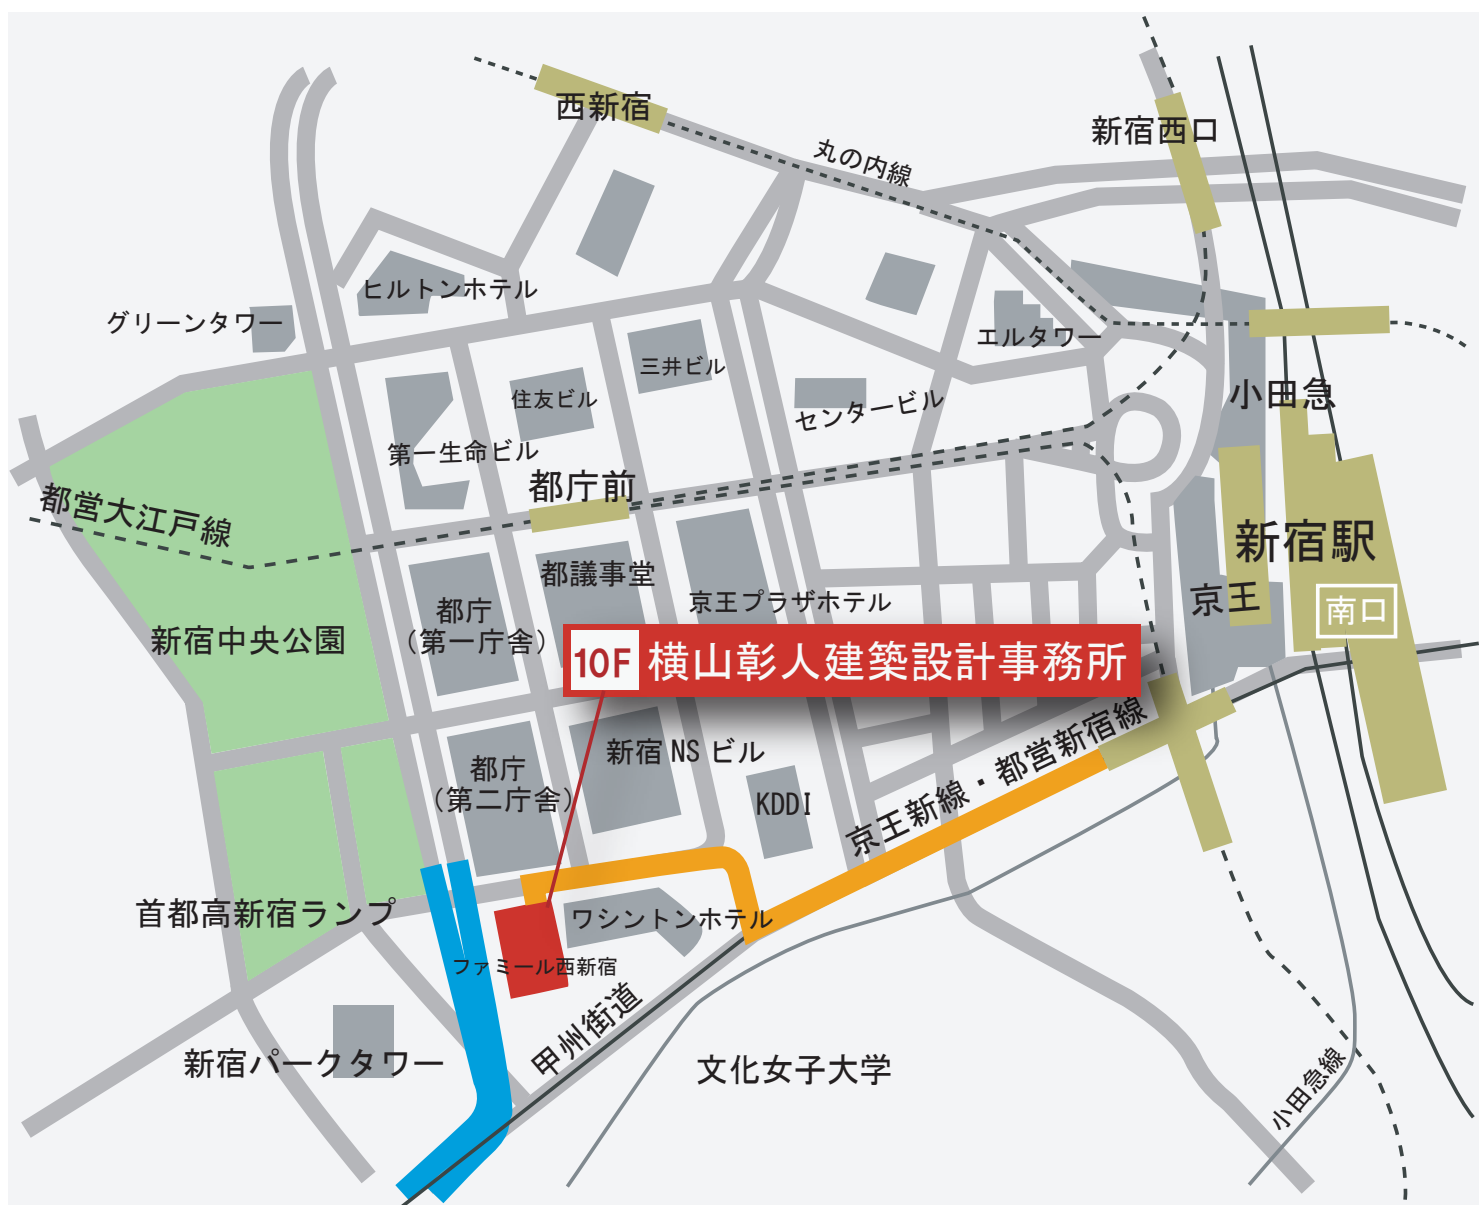 西新宿
新宿西口
丸の内線
ヒルトンホテル
グリーンタワー
エルタワー
三井ビル
住友ビル
センタービル
小田急
第一生命ビル
都庁前
都営大江戸線
新宿駅
都議事堂
京王プラザホテル
京王
南口
都庁
（第一庁舎）
新宿中央公園
10F 横山彰人建築設計事務所
新宿NSビル
都庁
（第二庁舎）
KDDI
京王新線・都営新宿線
首都高新宿ランプ
ワシントンホテル
ファミール西新宿
甲州街道
新宿パークタワー
文化女子大学
小田急線